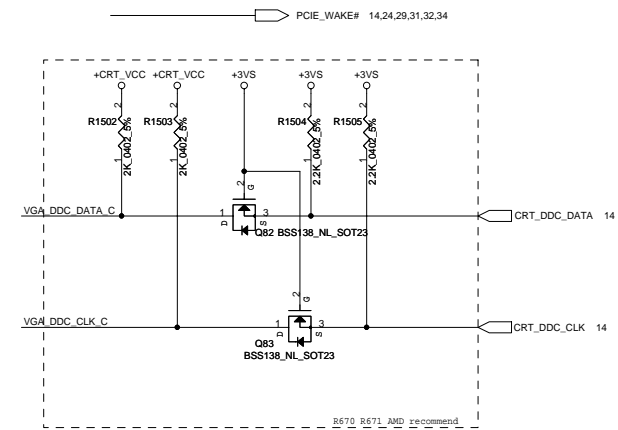 PCIE_WAKE# 14,24,29,31,32,34
+CRT_VCC +CRT_VCC +3VS +3VS +3VS
2 2 2 2
R1502 R1503 R1504 R1505
2K_0402_5% 2K_0402_5% 2.2K_0402_5% 2.2K_0402_5%
1 1 1 1
2 G
VGA_DDC_DATA_C 1 3 CRT_DDC_DATA 14
D S
Q82 BSS138_NL_SOT23
2 G
VGA_DDC_CLK_C 1 3 CRT_DDC_CLK 14
D S
Q83
BSS138_NL_SOT23
R670 R671 AMD recommend